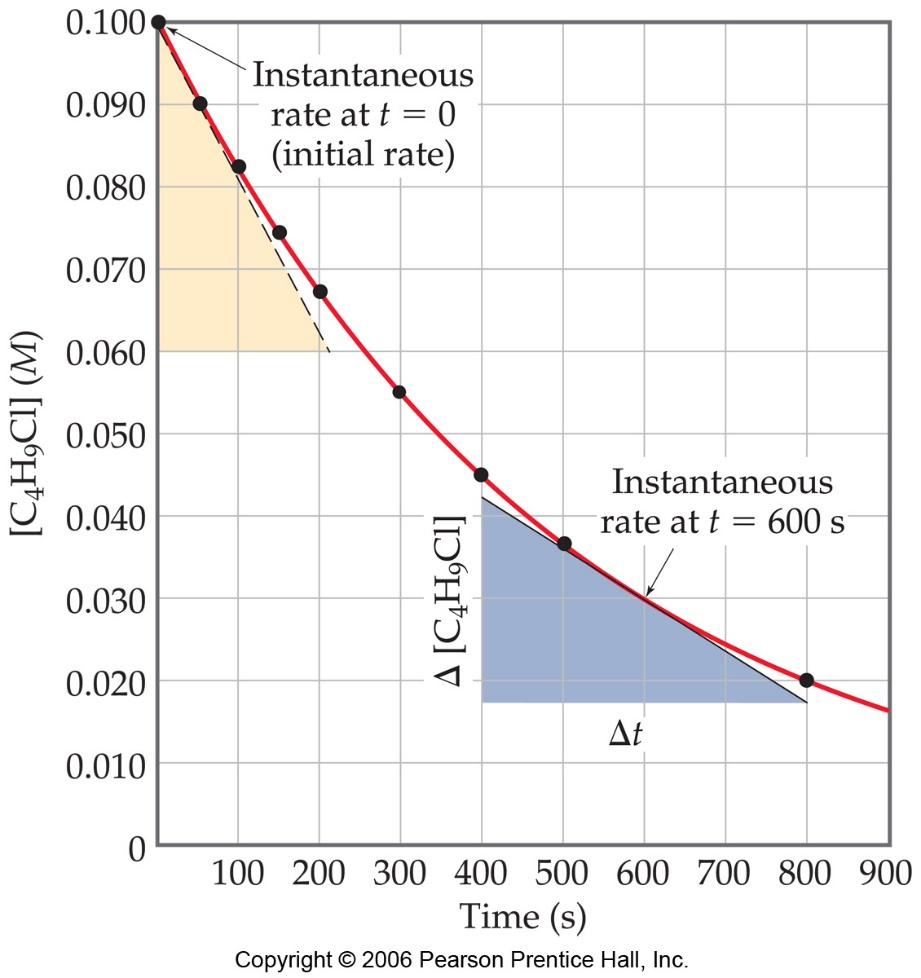 0.100
0.090
0.080
0.070
0.060
0.050
0.040
0.030
0.020
0.010
0
[C₄H₉Cl] (M)
Instantaneous
rate at t = 0
(initial rate)
Instantaneous
rate at t = 600 s
Δ [C₄H₉Cl]
Δt
100 200 300 400 500 600 700 800 900
Time (s)
Copyright © 2006 Pearson Prentice Hall, Inc.